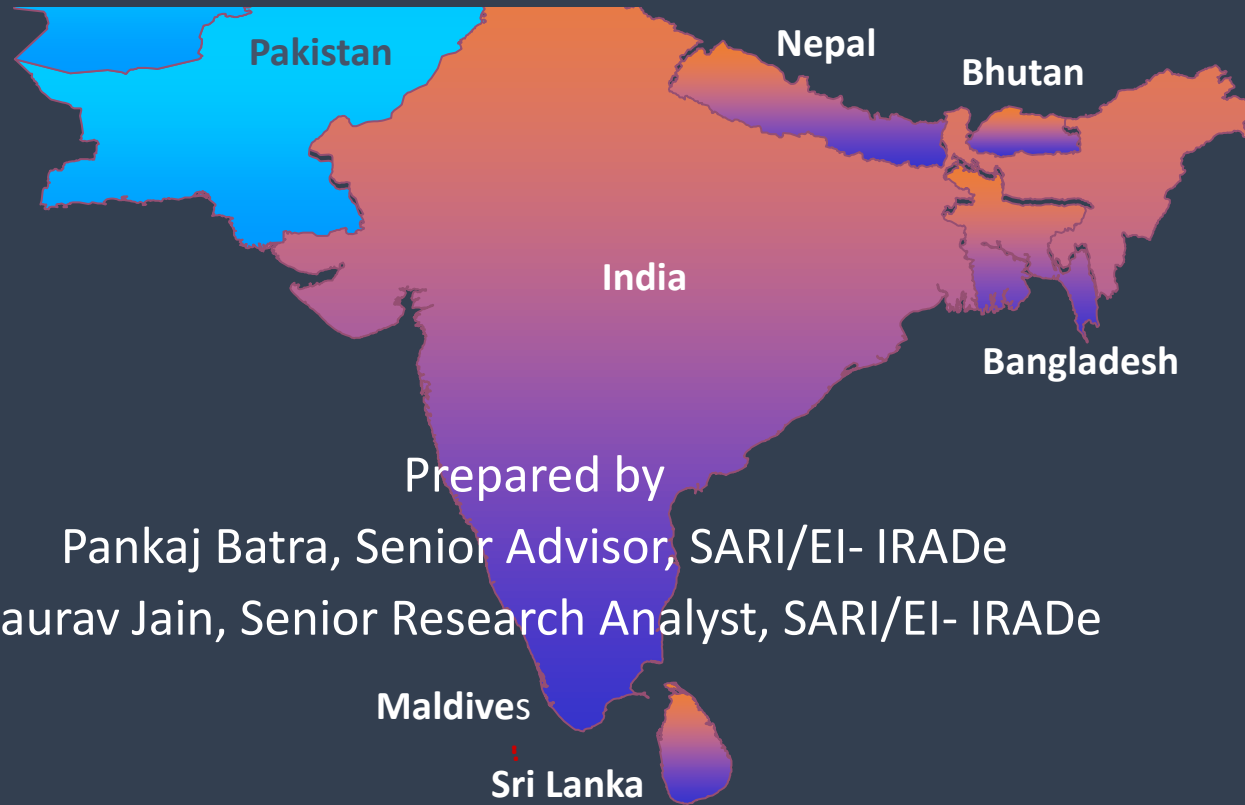 Pakistan
Nepal
Bhutan
India
Bangladesh
Prepared by
Pankaj Batra, Senior Advisor, SARI/EI- IRADe
Jain, Senior Research Analyst, SARI/EI- IRADe
Maldives
Sri Lanka